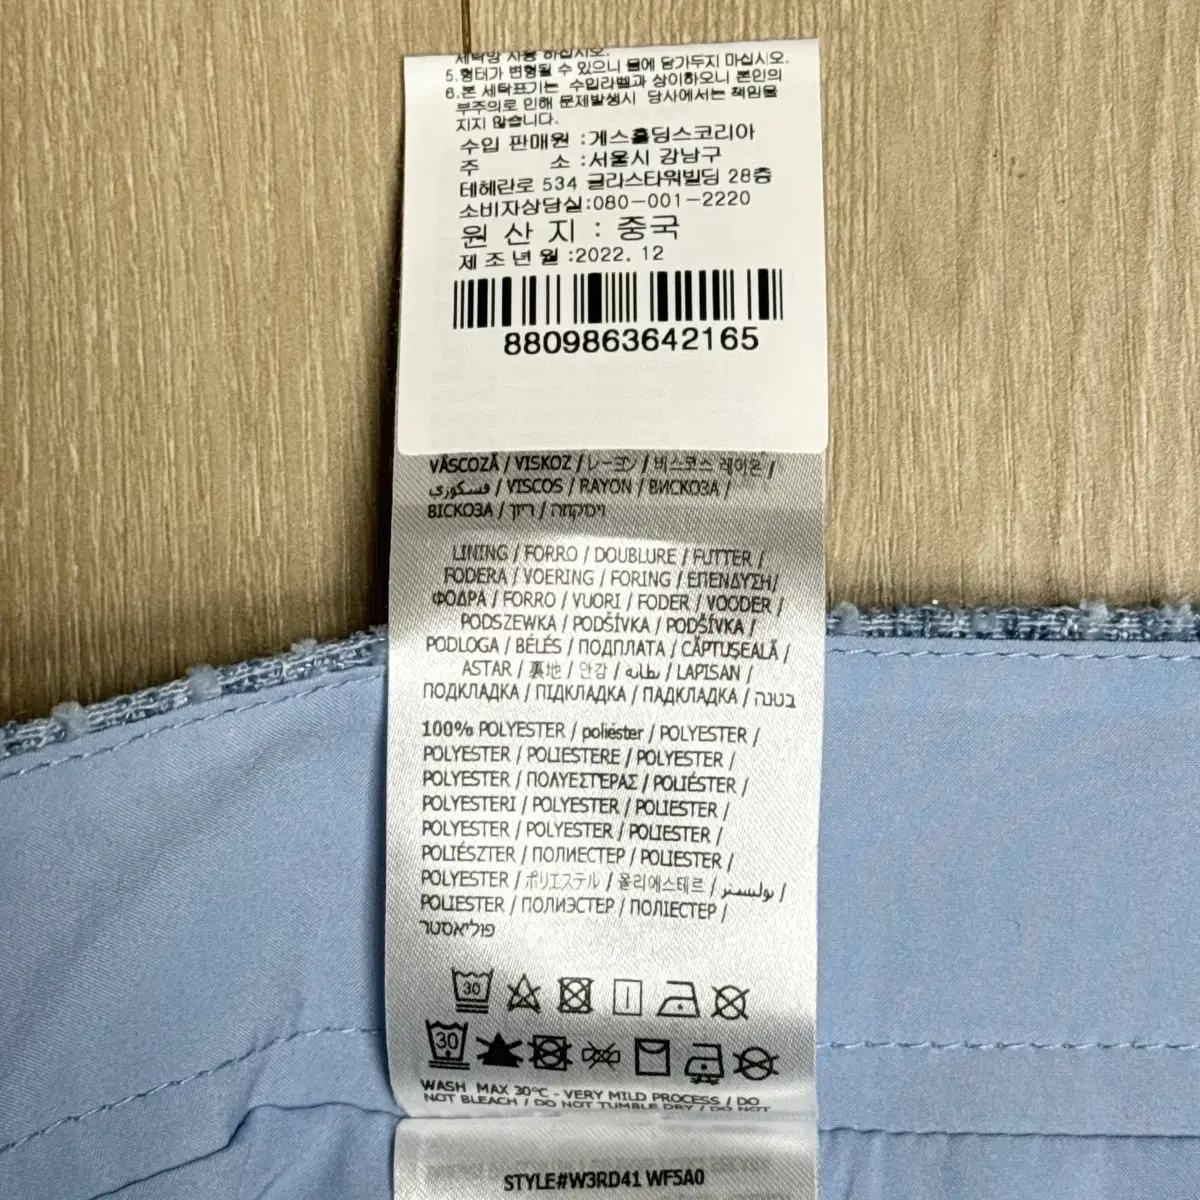 세탁망 사용 하십시오.
5.형태가 변형될 수 있으니 물에 담가두지 마십시오.
6.본 세탁표기는 수입라벨과 상이하오니 본인의
부주의로 인해 문제발생시 당사에서는 책임을
지지 않습니다.
수입 판매원 :게스홀딩스코리아
주 소 :서울시 강남구
테헤란로 534 글라스타워빌딩 28층
소비자상담실:080-001-2220
원 산 지 : 중국
제 조 년 월 :2022. 12
8809863642165
VÂSCOZĂ / VISKOZ / レーヨン / 비스코스 레이온 /
فسكوزي / VISCOS / RAYON / ВИСКОЗА /
ВІСКОЗА / ויסקוזה / ריון
LINING / FORRO / DOUBLURE / FUTTER /
FODERA / VOERING / FORING / ΕΠΕΝΔΥΣΗ/
ΦΟΔΡΑ / FORRO / VUORI / FODER / VOODER /
PODSZEWKA / PODŠÍVKA / PODŠÍVKA /
PODLOGA / BÉLÉS / ПОДПЛАТА / CĂPTUȘEALĂ /
ASTAR / 裏地 / 안감 / بطانه / LAPISAN /
ПОДКЛАДКА / ПІДКЛАДКА / ПАДКЛАДКА / בטנה
100% POLYESTER / poliéster / POLYESTER /
POLYESTER / POLIESTERE / POLYESTER /
POLYESTER / ΠΟΛΥΕΣΤΕΡΑΣ / POLIÉSTER /
POLYESTERI / POLYESTER / POLIESTER /
POLYESTER / POLYESTER / POLIESTER /
POLIÉSZTER / ПОЛИЕСТЕР / POLIESTER /
POLYESTER / ポリエステル / 폴리에스테르 / بوليستر /
POLIESTER / ПОЛИЭСТЕР / ПОЛІЕСТЕР /
פוליאסטר
30
30
WASH MAX 30°C - VERY MILD PROCESS / DO
NOT BLEACH / DO NOT TUMBLE DRY / DO NOT
STYLE#W3RD41 WF5A0